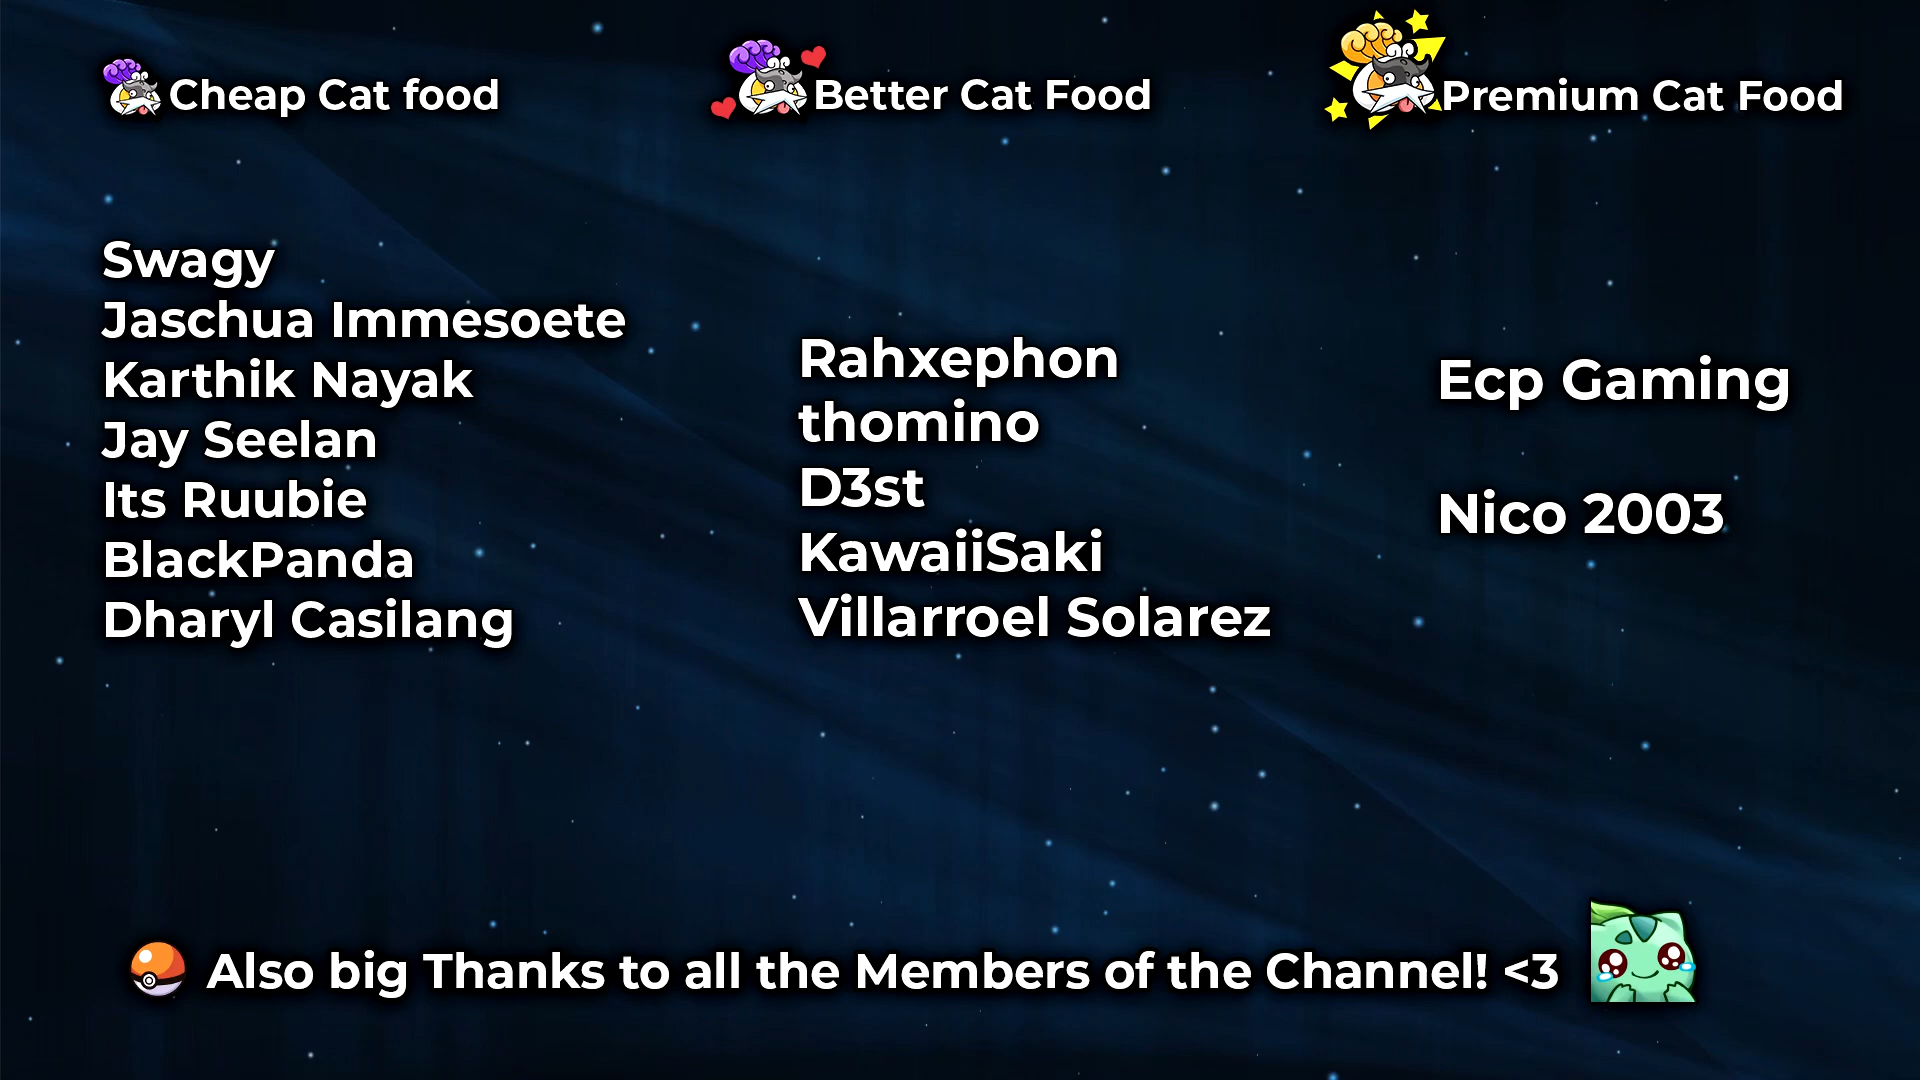 Cheap Cat food
Better Cat Food
Premium Cat Food
Swagy
Jaschua Immesoete
Karthik Nayak
Jay Seelan
Its Ruubie
BlackPanda
Dharyl Casilang
Rahxephon
thomino
D3st
KawaiiSaki
Villarroel Solarez
Ecp Gaming
Nico 2003
Also big Thanks to all the Members of the Channel! <3